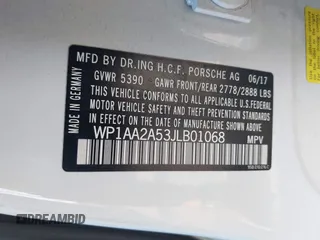 MFD BY DR.ING H.C.F. PORSCHE AG 06/17
GVWR 5390 GAWR FRONT/REAR 2778/2888 LBS
THIS VEHICLE CONFORMS TO ALL APPLICABLE U.S.FEDERAL
MOTOR VEHICLE SAFETY, BUMPER, AND THEFT PREVENTION
STANDARDS IN EFFECT ON THE DATE OF MANUFACTURE SHOWN ABOVE.
WP1AA2A53JLB01068
MPV
MADE IN GERMANY
DREAMBID